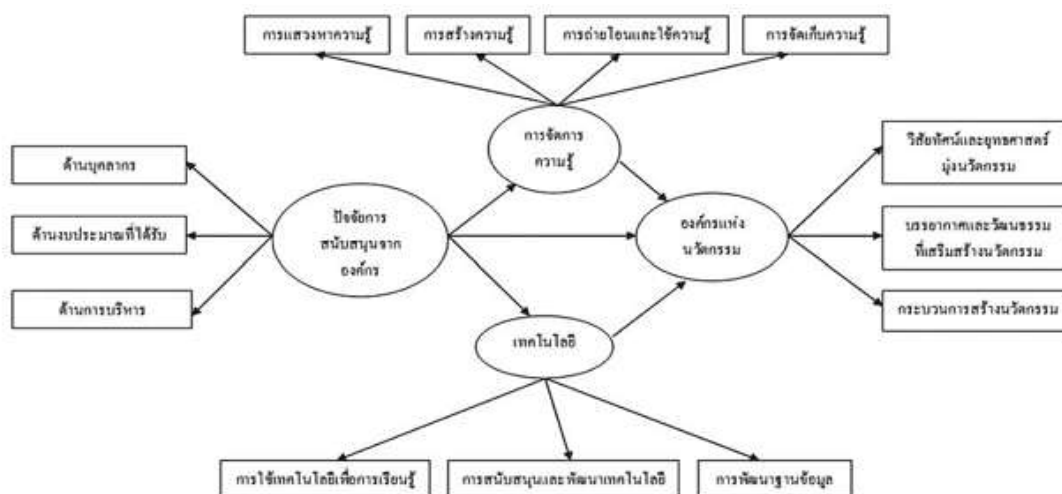 การแสวงหาความรู้
การสร้างความรู้
การถ่ายโอนและใช้ความรู้
การจัดเก็บความรู้
การจัดการ
ความรู้
วิสัยทัศน์และยุทธศาสตร์
มุ่งนวัตกรรม
ด้านบุคลากร
ปัจจัยการ
สนับสนุนจาก
องค์กร
องค์กรแห่ง
นวัตกรรม
ด้านงบประมาณที่ได้รับ
บรรยากาศและวัฒนธรรม
ที่เสริมสร้างนวัตกรรม
ด้านการบริหาร
กระบวนการสร้างนวัตกรรม
เทคโนโลยี
การใช้เทคโนโลยีเพื่อการเรียนรู้
การสนับสนุนและพัฒนาเทคโนโลยี
การพัฒนาฐานข้อมูล